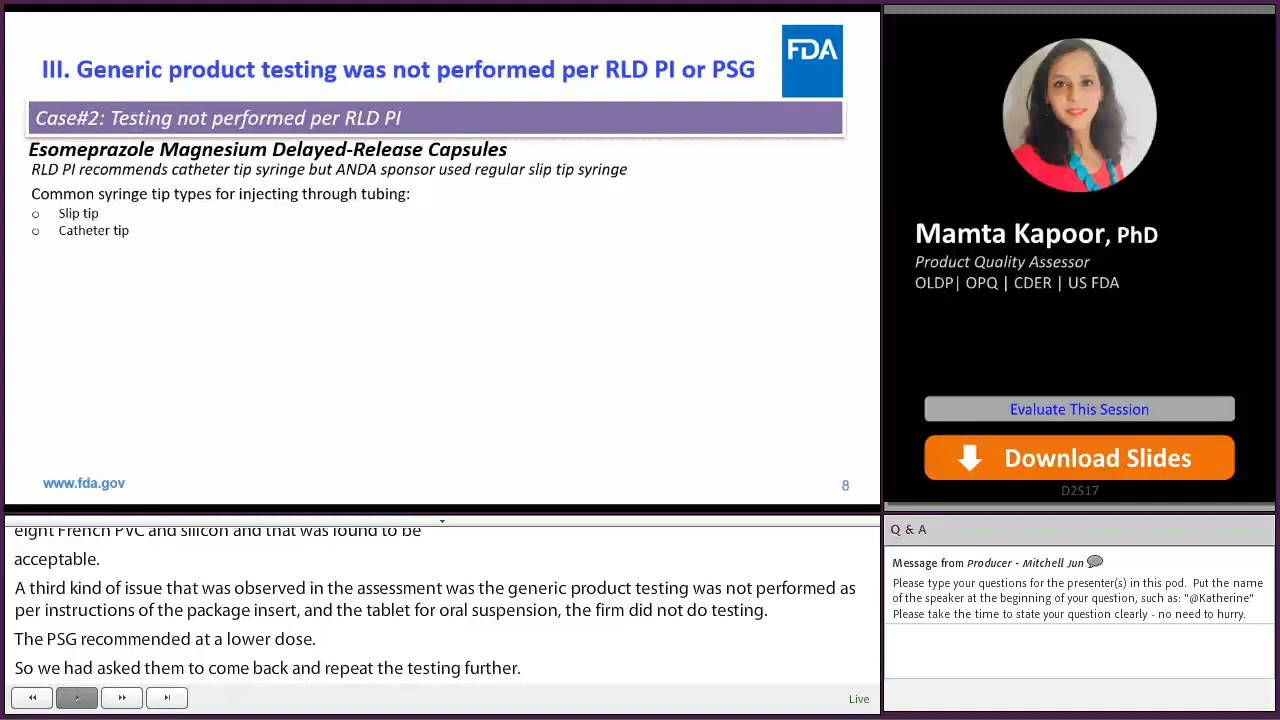 FDA
III. Generic product testing was not performed per RLD PI or PSG
Case#2: Testing not performed per RLD PI
Esomeprazole Magnesium Delayed-Release Capsules
RLD PI recommends catheter tip syringe but ANDA sponsor used regular slip tip syringe
Common syringe tip types for injecting through tubing:
o Slip tip
o Catheter tip
www.fda.gov
8
Mamta Kapoor, PhD
Product Quality Assessor
OLDP| OPQ | CDER | US FDA
Evaluate This Session
Download Slides
D2S17
eight French PVC and silicon and that was found to be
acceptable.
A third kind of issue that was observed in the assessment was the generic product testing was not performed as
per instructions of the package insert, and the tablet for oral suspension, the firm did not do testing.
The PSG recommended at a lower dose.
So we had asked them to come back and repeat the testing further.
Live
Q & A
Message from Producer - Mitchell Jun
Please type your questions for the presenter(s) in this pod. Put the name
of the speaker at the beginning of your question, such as: "@Katherine"
Please take the time to state your question clearly - no need to hurry.